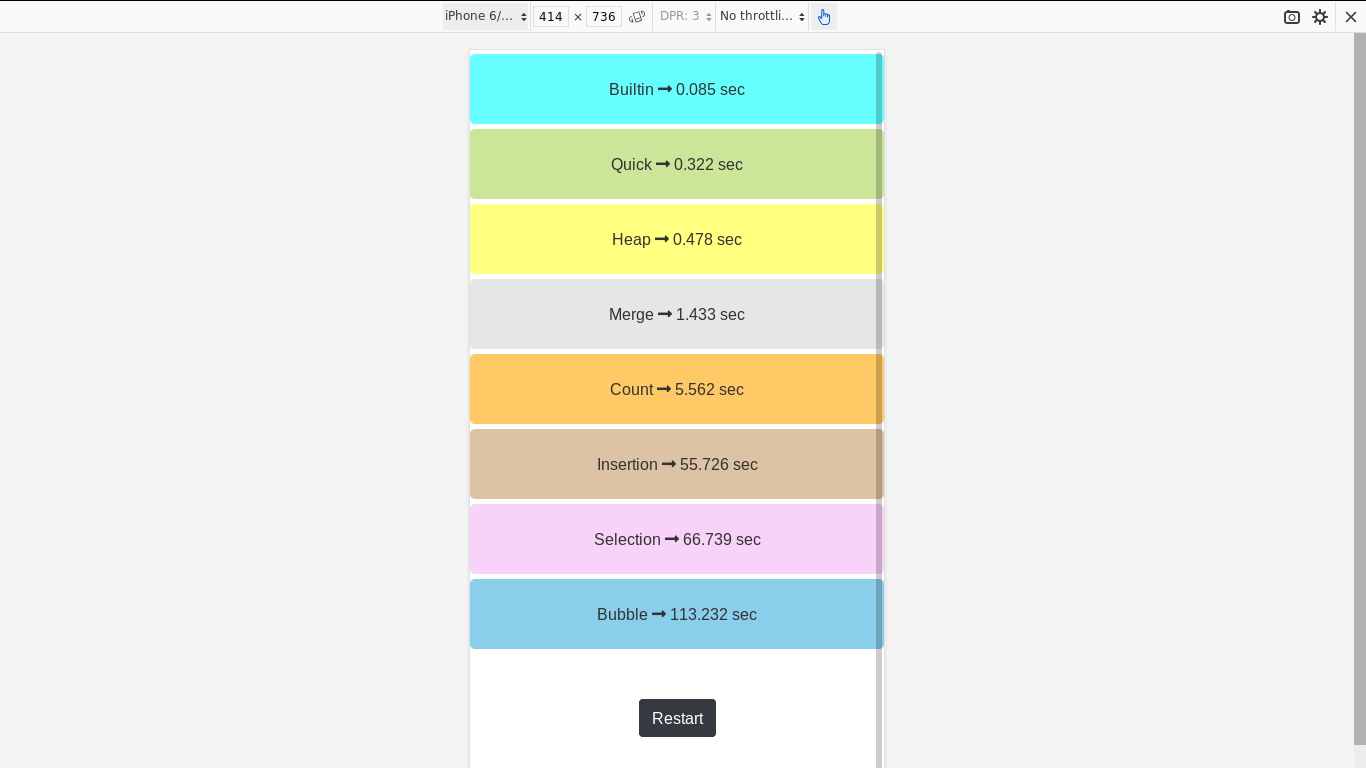 iPhone 6/... 414 × 736 DPR: 3 No throttli...
Builtin → 0.085 sec
Quick → 0.322 sec
Heap → 0.478 sec
Merge → 1.433 sec
Count → 5.562 sec
Insertion → 55.726 sec
Selection → 66.739 sec
Bubble → 113.232 sec
Restart